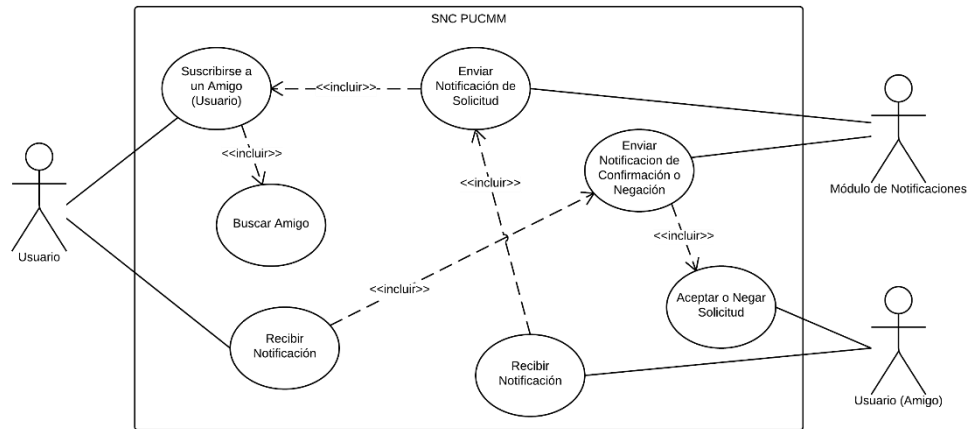 SNC PUCMM
Suscribirse a
un Amigo
(Usuario)
<<incluir>>
Enviar
Notificación de
Solicitud
<<incluir>>
Buscar Amigo
<<incluir>>
Enviar
Notificacion de
Confirmación o
Negación
Módulo de Notificaciones
Usuario
<<incluir>>
<<incluir>>
Aceptar o Negar
Solicitud
Recibir
Notificación
Recibir
Notificación
Usuario (Amigo)